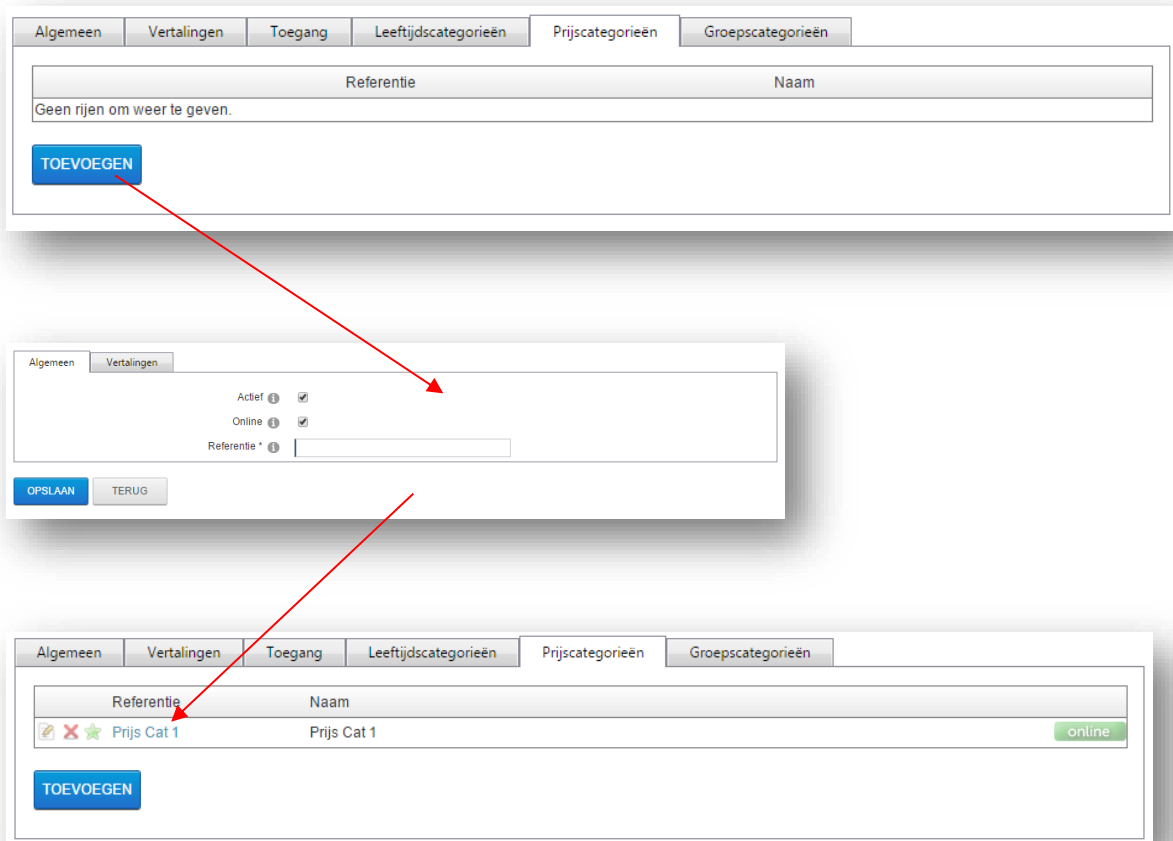 Algemeen Vertalingen Toegang Leeftijdscategorieën Prijscategorieën Groepscategorieën
Referentie Naam
Geen rijen om weer te geven.
TOEVOEGEN
Algemeen Vertalingen
Actief
Online
Referentie *
OPSLAAN TERUG
Algemeen Vertalingen Toegang Leeftijdscategorieën Prijscategorieën Groepscategorieën
Referentie Naam
Prijs Cat 1 Prijs Cat 1 online
TOEVOEGEN